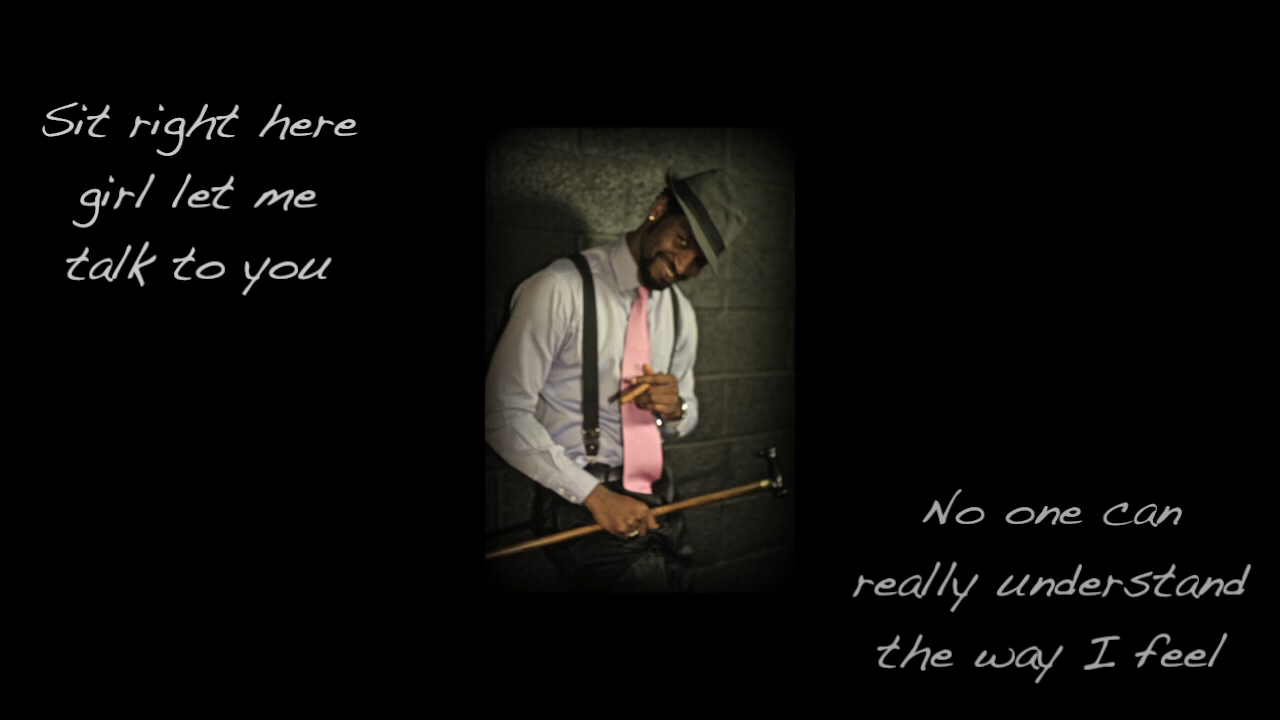 Sit right here
girl let me
talk to you
No one can
really understand
the way I feel